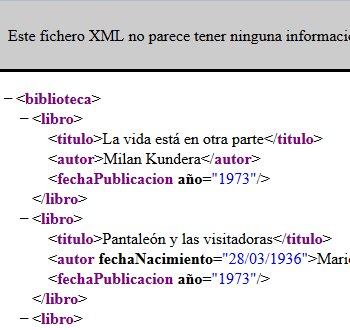 Este fichero XML no parece tener ninguna
− <biblioteca>
− <libro>
<titulo>La vida está en otra parte</titulo>
<autor>Milan Kundera</autor>
<fechaPublicacion año="1973"/>
</libro>
− <libro>
<titulo>Pantaleón y las visitadoras</titulo>
<autor fechaNacimiento="28/03/1936">
<fechaPublicacion año="1973"/>
</libro>
− <libro>